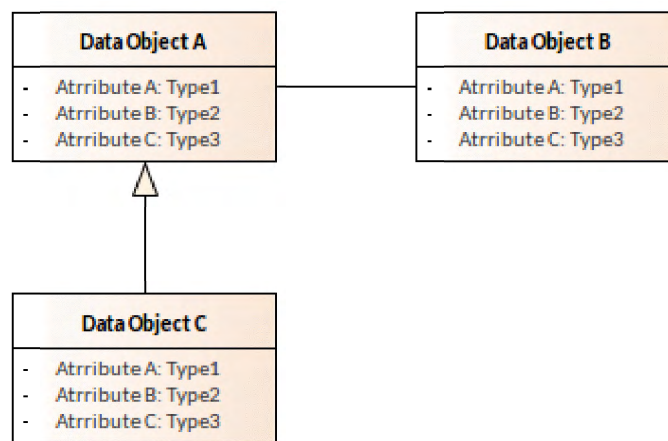 Data Object A
- Atrribute A: Type1
- Atrribute B: Type2
- Atrribute C: Type3
Data Object B
- Atrribute A: Type1
- Atrribute B: Type2
- Atrribute C: Type3
Data Object C
- Atrribute A: Type1
- Atrribute B: Type2
- Atrribute C: Type3